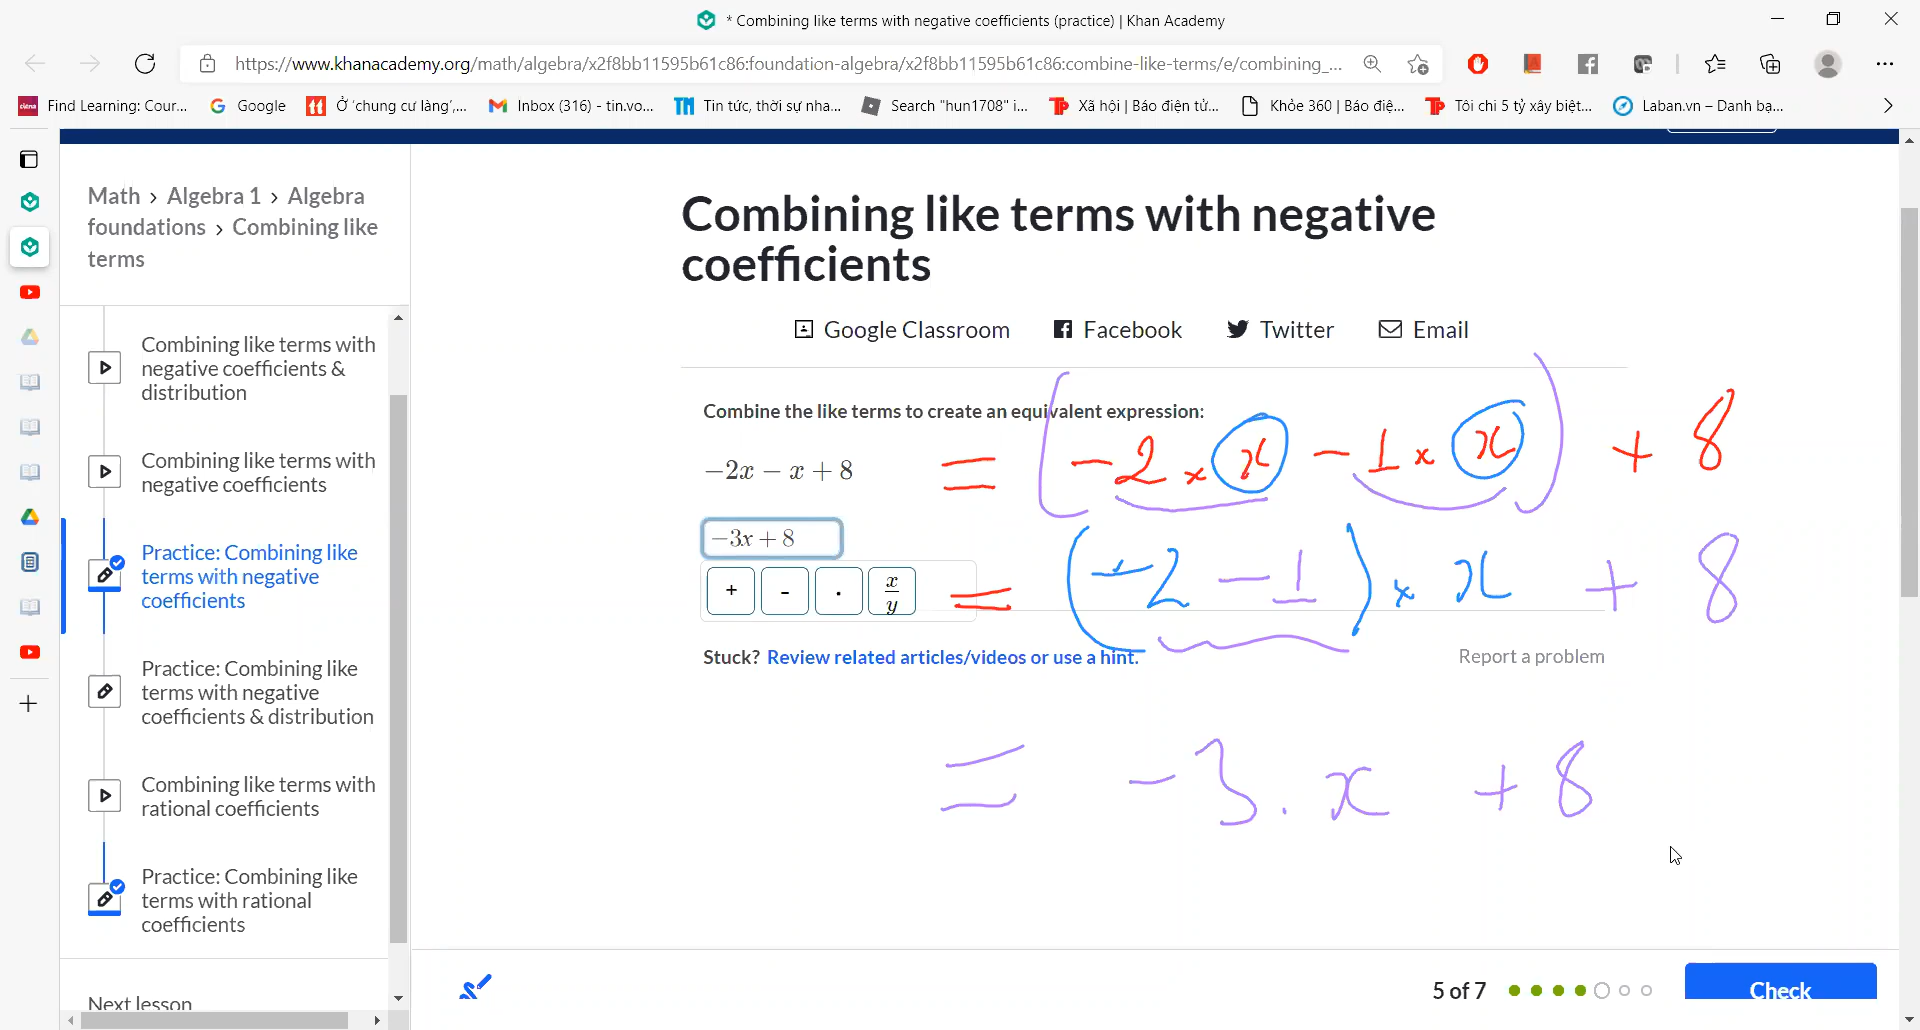 * Combining like terms with negative coefficients (practice) | Khan Academy
https://www.khanacademy.org/math/algebra/x2f8bb11595b61c86:foundation-algebra/x2f8bb11595b61c86:combine-like-terms/e/combining_...
Find Learning: Cour... Google Ở 'chung cư làng',... Inbox (316) - tin.vo... Tin tức, thời sự nha... Search "hun1708" i... Xã hội | Báo điện tử... Khỏe 360 | Báo điệ... Tôi chi 5 tỷ xây biệt... Laban.vn – Danh bạ...
Math > Algebra 1 > Algebra
foundations > Combining like
terms
Combining like terms with
negative coefficients &
distribution
Combining like terms with
negative coefficients
Practice: Combining like
terms with negative
coefficients
Practice: Combining like
terms with negative
coefficients & distribution
Combining like terms with
rational coefficients
Practice: Combining like
terms with rational
coefficients
Next lesson
Combining like terms with negative
coefficients
Google Classroom Facebook Twitter Email
Combine the like terms to create an equivalent expression:
−2x − x + 8 = (−2 × x − 1 × x) + 8
−3x + 8
+ - · x/y
= (−2 − 1) × x + 8
Stuck? Review related articles/videos or use a hint. Report a problem
= −3 . x + 8
5 of 7 Check